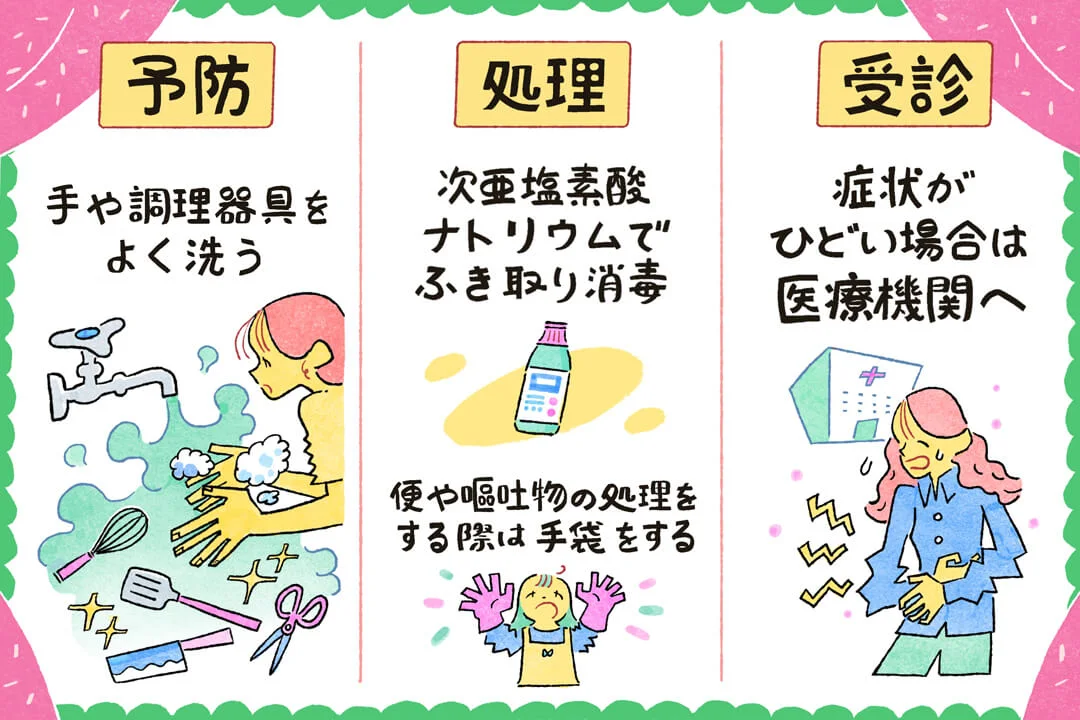 予防
手や調理器具を
よく洗う
処理
次亜塩素酸
ナトリウムで
ふき取り消毒
便や嘔吐物の処理を
する際は手袋をする
受診
症状が
ひどい場合は
医療機関へ